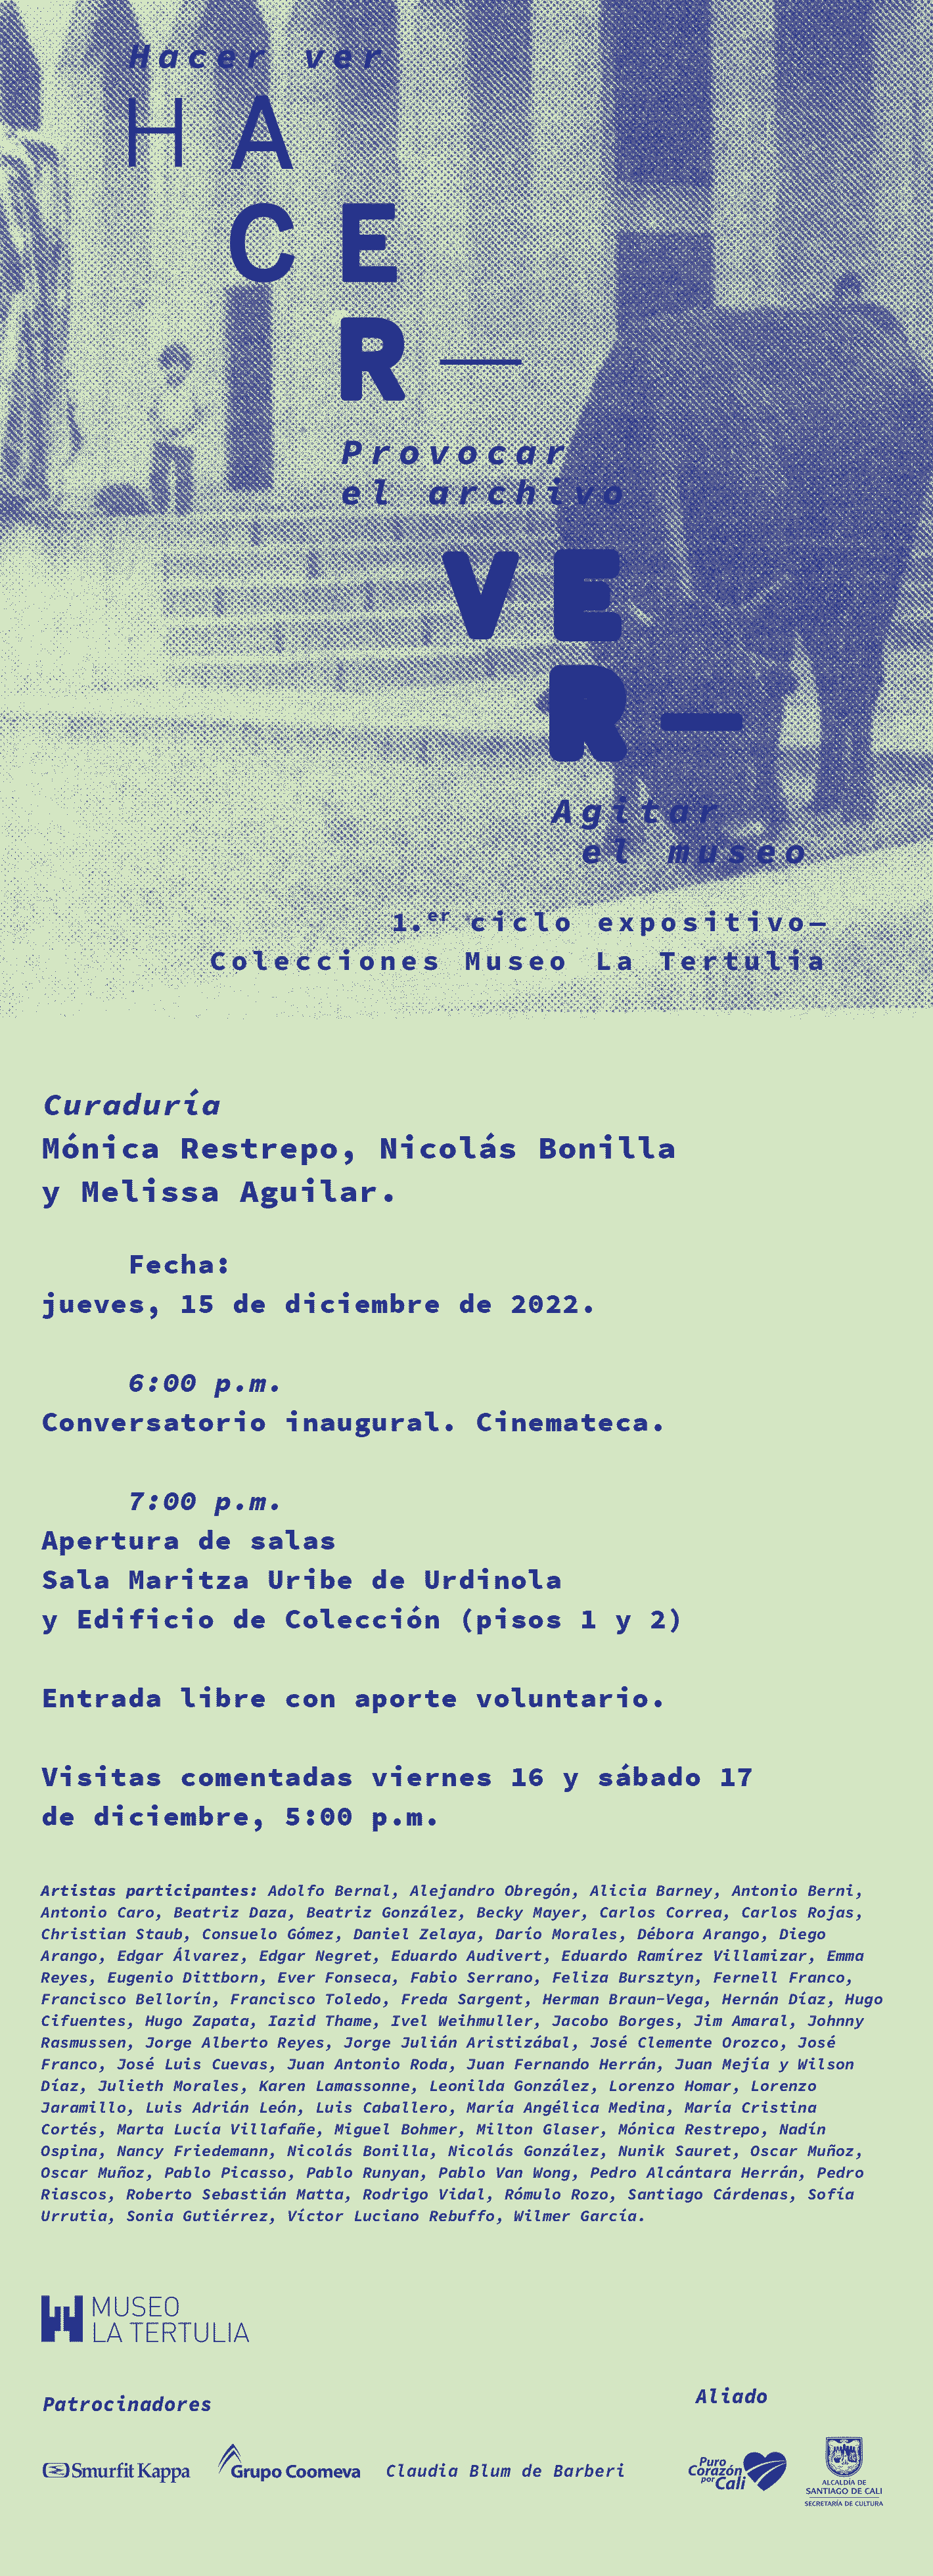 Hacer ver
H A
C E
R —
Provocar
el archivo
V E
R —
Agitar
el museo
1.er ciclo expositivo—
Colecciones Museo La Tertulia
Curaduría
Mónica Restrepo, Nicolás Bonilla
y Melissa Aguilar.
Fecha:
jueves, 15 de diciembre de 2022.
6:00 p.m.
Conversatorio inaugural. Cinemateca.
7:00 p.m.
Apertura de salas
Sala Maritza Uribe de Urdinola
y Edificio de Colección (pisos 1 y 2)
Entrada libre con aporte voluntario.
Visitas comentadas viernes 16 y sábado 17
de diciembre, 5:00 p.m.
Artistas participantes: Adolfo Bernal, Alejandro Obregón, Alicia Barney, Antonio Berni,
Antonio Caro, Beatriz Daza, Beatriz González, Becky Mayer, Carlos Correa, Carlos Rojas,
Christian Staub, Consuelo Gómez, Daniel Zelaya, Darío Morales, Débora Arango, Diego
Arango, Edgar Álvarez, Edgar Negret, Eduardo Audivert, Eduardo Ramírez Villamizar, Emma
Reyes, Eugenio Dittborn, Ever Fonseca, Fabio Serrano, Feliza Bursztyn, Fernell Franco,
Francisco Bellorín, Francisco Toledo, Freda Sargent, Herman Braun-Vega, Hernán Díaz, Hugo
Cifuentes, Hugo Zapata, Iazid Thame, Ivel Weihmuller, Jacobo Borges, Jim Amaral, Johnny
Rasmussen, Jorge Alberto Reyes, Jorge Julián Aristizábal, José Clemente Orozco, José
Franco, José Luis Cuevas, Juan Antonio Roda, Juan Fernando Herrán, Juan Mejía y Wilson
Díaz, Julieth Morales, Karen Lamassonne, Leonilda González, Lorenzo Homar, Lorenzo
Jaramillo, Luis Adrián León, Luis Caballero, María Angélica Medina, María Cristina
Cortés, Marta Lucía Villafañe, Miguel Bohmer, Milton Glaser, Mónica Restrepo, Nadín
Ospina, Nancy Friedemann, Nicolás Bonilla, Nicolás González, Nunik Sauret, Oscar Muñoz,
Oscar Muñoz, Pablo Picasso, Pablo Runyan, Pablo Van Wong, Pedro Alcántara Herrán, Pedro
Riascos, Roberto Sebastián Matta, Rodrigo Vidal, Rómulo Rozo, Santiago Cárdenas, Sofía
Urrutia, Sonia Gutiérrez, Víctor Luciano Rebuffo, Wilmer García.
MUSEO
LA TERTULIA
Patrocinadores
Aliado
Smurfit Kappa
Grupo Coomeva
Claudia Blum de Barberi
Puro
Corazón
por Cali
ALCALDÍA DE
SANTIAGO DE CALI
SECRETARÍA DE CULTURA